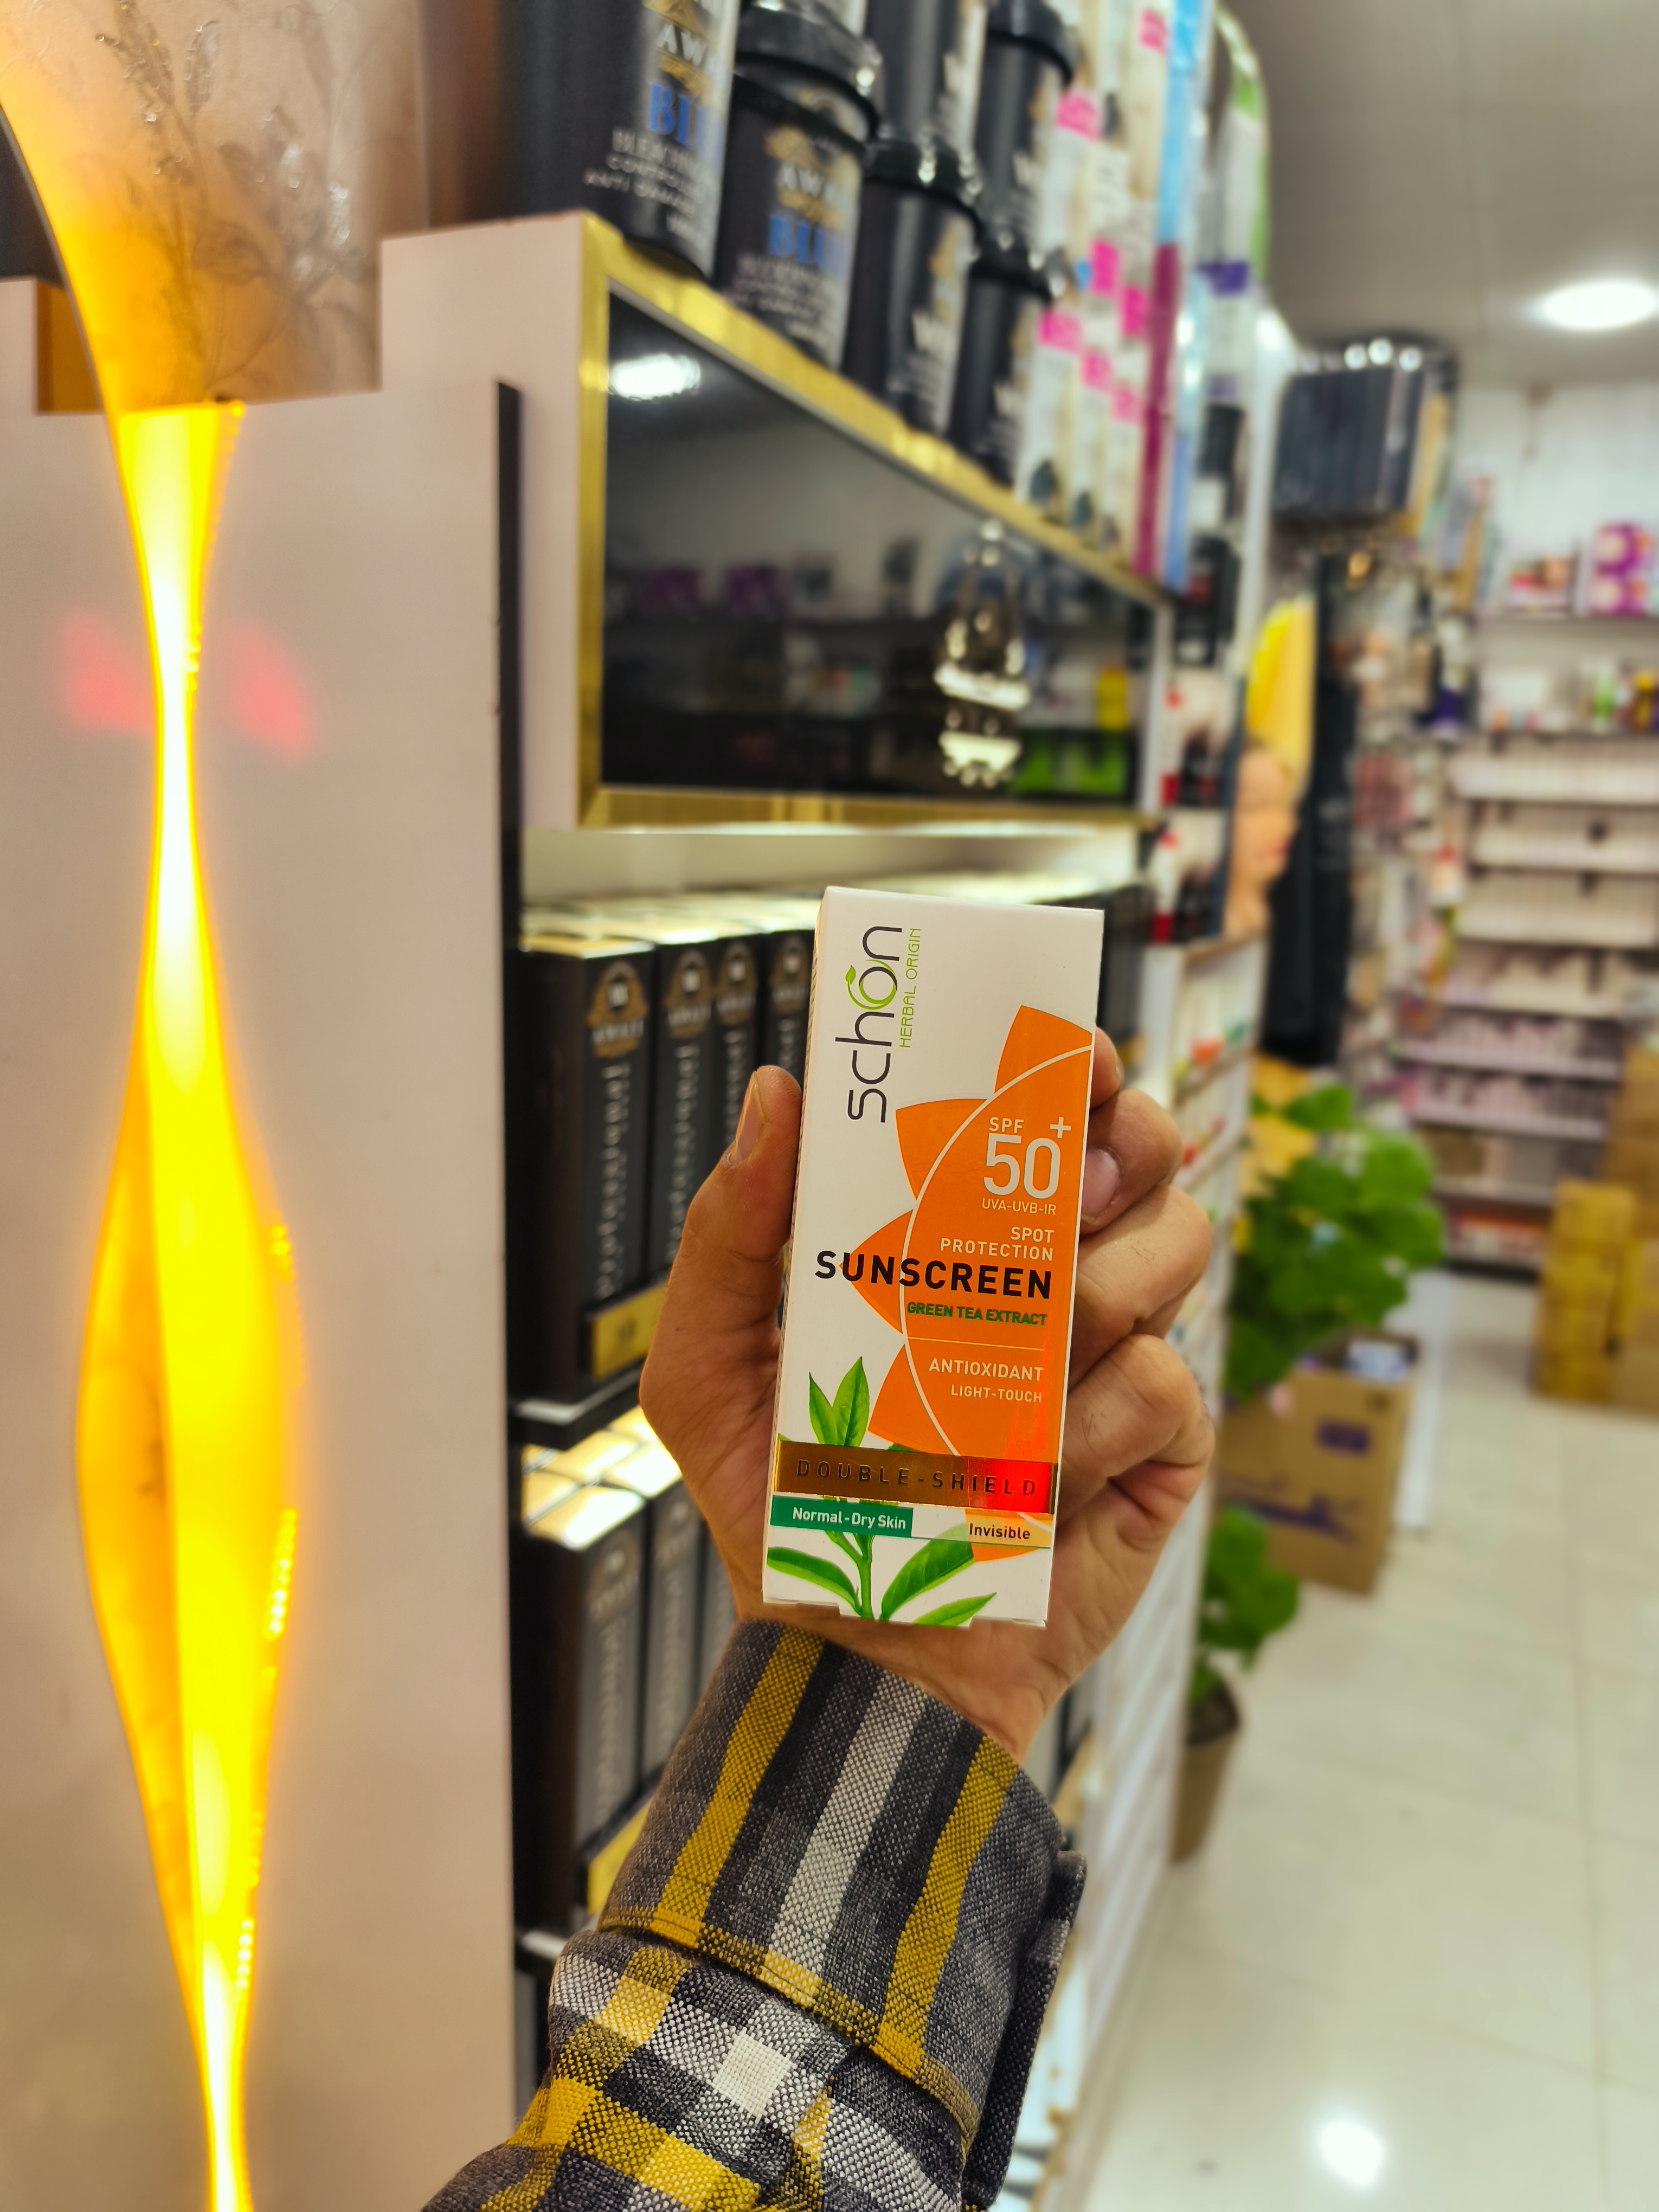 schon
HERBAL ORIGIN
SPF
50+
UVA-UVB-IR
SPOT
PROTECTION
SUNSCREEN
GREEN TEA EXTRACT
ANTIOXIDANT
LIGHT-TOUCH
DOUBLE-SHIELD
Normal-Dry Skin
Invisible